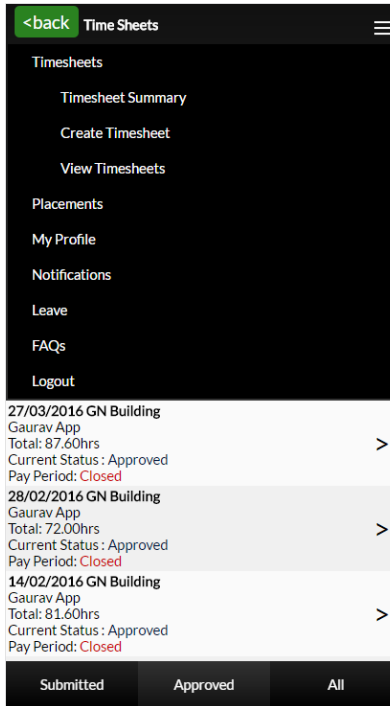 <back Time Sheets
Timesheets
Timesheet Summary
Create Timesheet
View Timesheets
Placements
My Profile
Notifications
Leave
FAQs
Logout
27/03/2016 GN Building
Gaurav App
Total: 87.60hrs
Current Status : Approved
Pay Period: Closed
>
28/02/2016 GN Building
Gaurav App
Total: 72.00hrs
Current Status : Approved
Pay Period: Closed
>
14/02/2016 GN Building
Gaurav App
Total: 81.60hrs
Current Status : Approved
Pay Period: Closed
>
Submitted Approved All